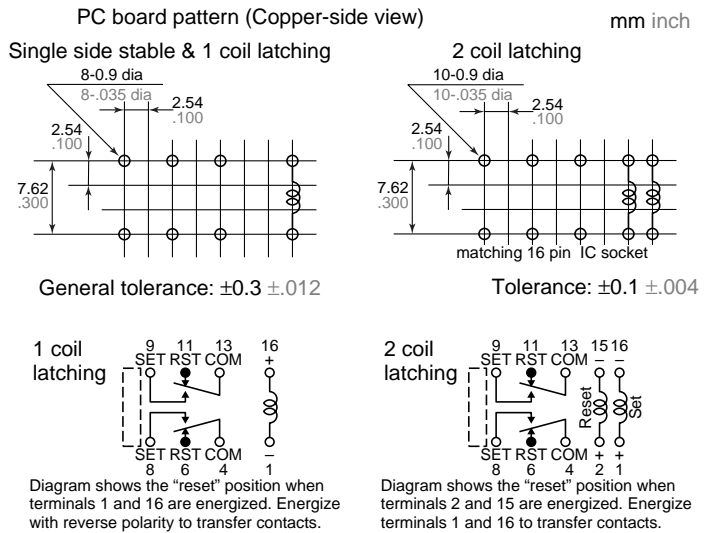 PC board pattern (Copper-side view)
mm inch
Single side stable & 1 coil latching
8-0.9 dia
8-.035 dia
2.54
.100
2.54
.100
7.62
.300
General tolerance: ±0.3 ±.012
2 coil latching
10-0.9 dia
10-.035 dia
2.54
.100
2.54
.100
7.62
.300
matching 16 pin IC socket
Tolerance: ±0.1 ±.004
1 coil
latching
9 11 13 16
SET RST COM +
SET RST COM –
8 6 4 1
Diagram shows the “reset” position when
terminals 1 and 16 are energized. Energize
with reverse polarity to transfer contacts.
2 coil
latching
9 11 13 15 16
SET RST COM – –
Reset
Set
SET RST COM + +
8 6 4 2 1
Diagram shows the “reset” position when
terminals 2 and 15 are energized. Energize
terminals 1 and 16 to transfer contacts.